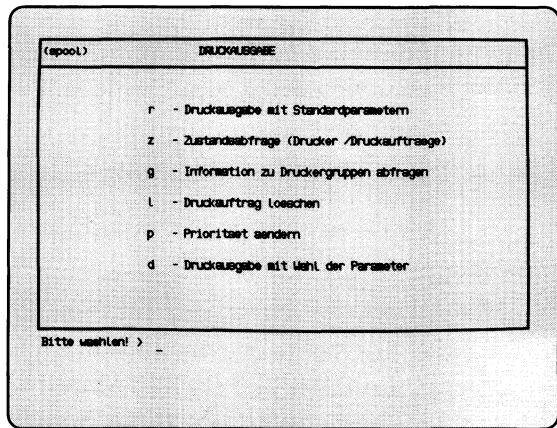 (spool) DRUCKAUSGABE
r - Druckausgabe mit Standardparametern
z - Zustandsabfrage (Drucker /Druckauftraege)
g - Information zu Druckergruppen abfragen
l - Druckauftrag loeschen
p - Prioritaet aendern
d - Druckausgabe mit Wahl der Parameter
Bitte waehlen! > _